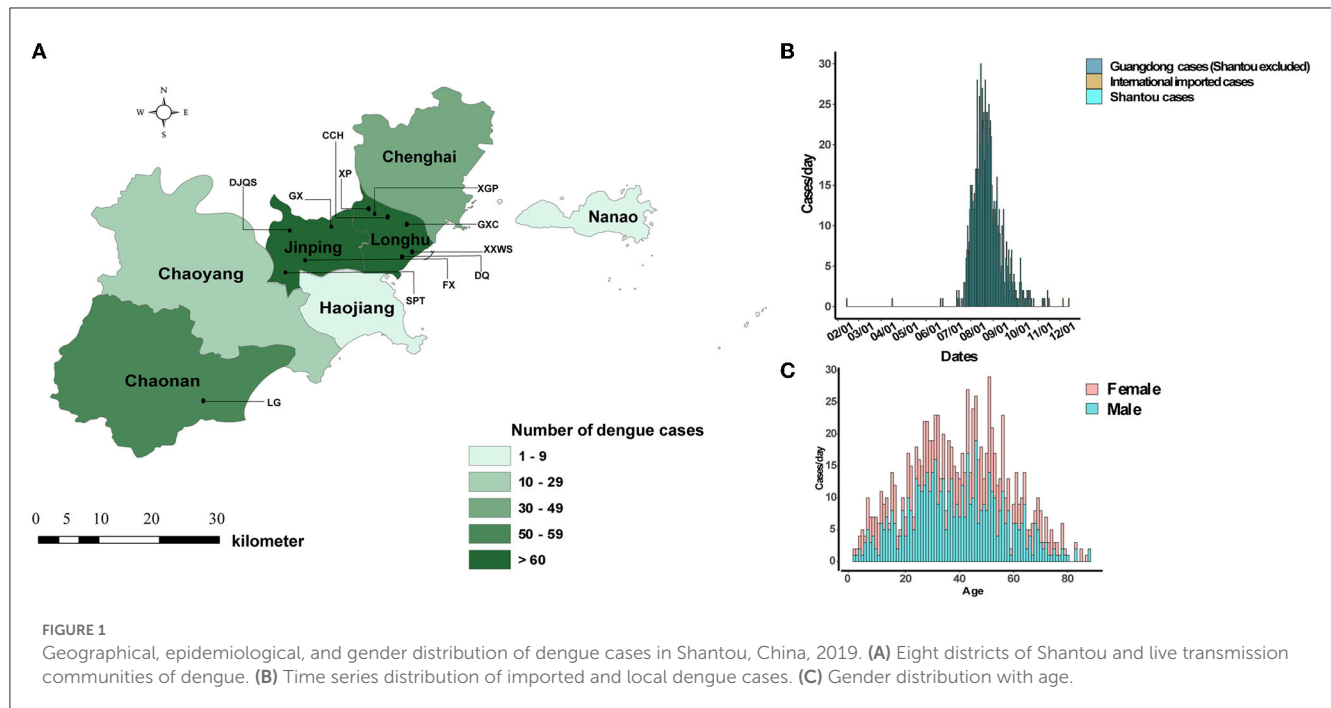 A
N
W E
S
CCH
XP
DJQS
GX
Chenghai
XGP
GXC
Nanao
Jinping
Longhu
XXWS
DQ
FX
SPT
Chaoyang
Haojiang
Chaonan
LG
Number of dengue cases
1 - 9
10 - 29
30 - 49
50 - 59
> 60
0 5 10 20 30
kilometer
B
Guangdong cases (Shantou excluded)
International imported cases
Shantou cases
Cases/day
30
25
20
15
10
5
0
02/01 03/01 04/01 05/01 06/01 07/01 08/01 09/01 10/01 11/01 12/01
Dates
C
Female
Male
Cases/day
30
25
20
15
10
5
0
0 20 40 60 80
Age
FIGURE 1
Geographical, epidemiological, and gender distribution of dengue cases in Shantou, China, 2019. (A) Eight districts of Shantou and live transmission
communities of dengue. (B) Time series distribution of imported and local dengue cases. (C) Gender distribution with age.